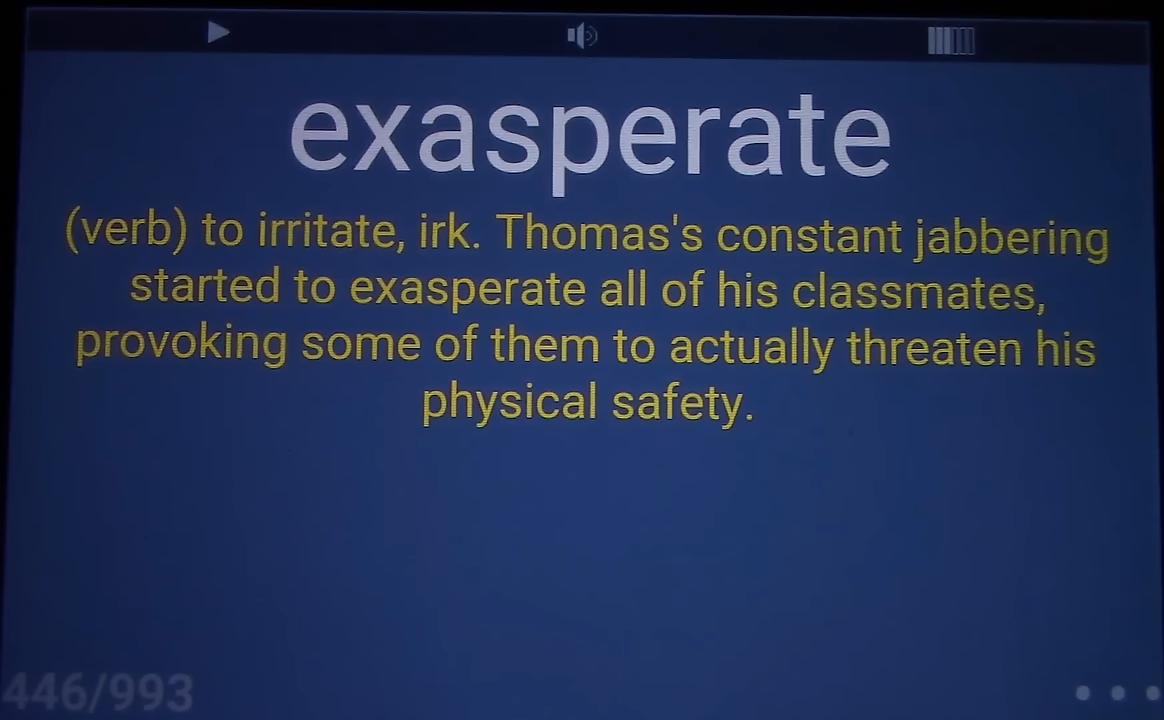 exasperate
(verb) to irritate, irk. Thomas's constant jabbering
started to exasperate all of his classmates,
provoking some of them to actually threaten his
physical safety.
446/993